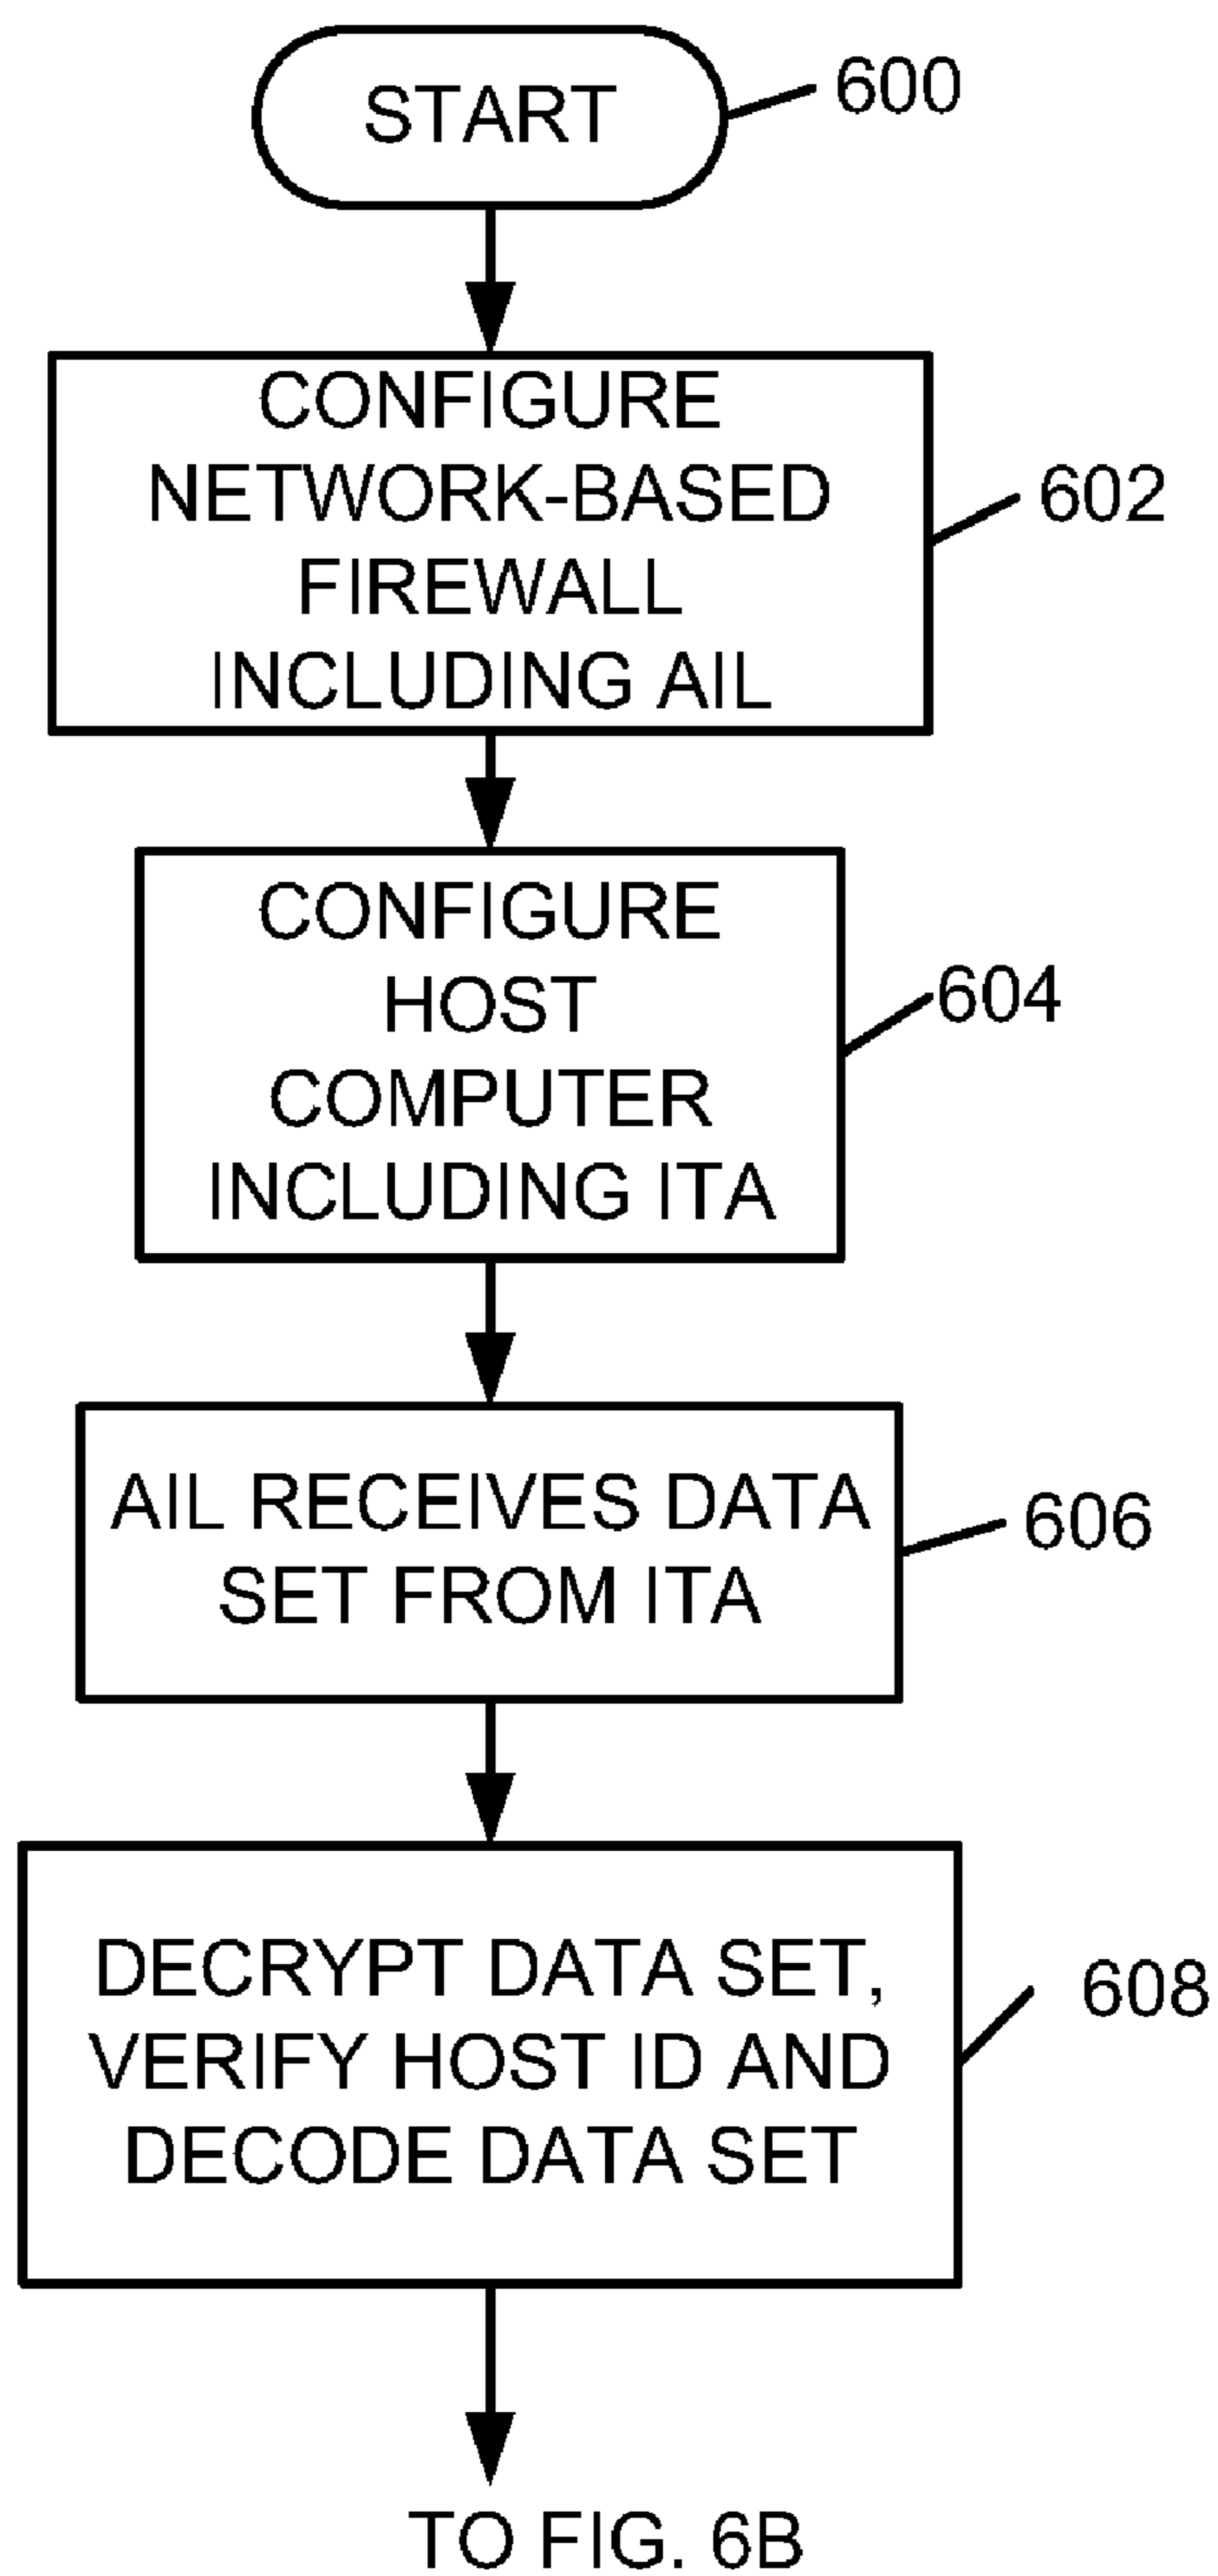 START
600
CONFIGURE
NETWORK-BASED
FIREWALL
INCLUDING AIL
602
CONFIGURE
HOST
COMPUTER
INCLUDING ITA
604
AIL RECEIVES DATA
SET FROM ITA
606
DECRYPT DATA SET,
VERIFY HOST ID AND
DECODE DATA SET
608
TO FIG. 6B